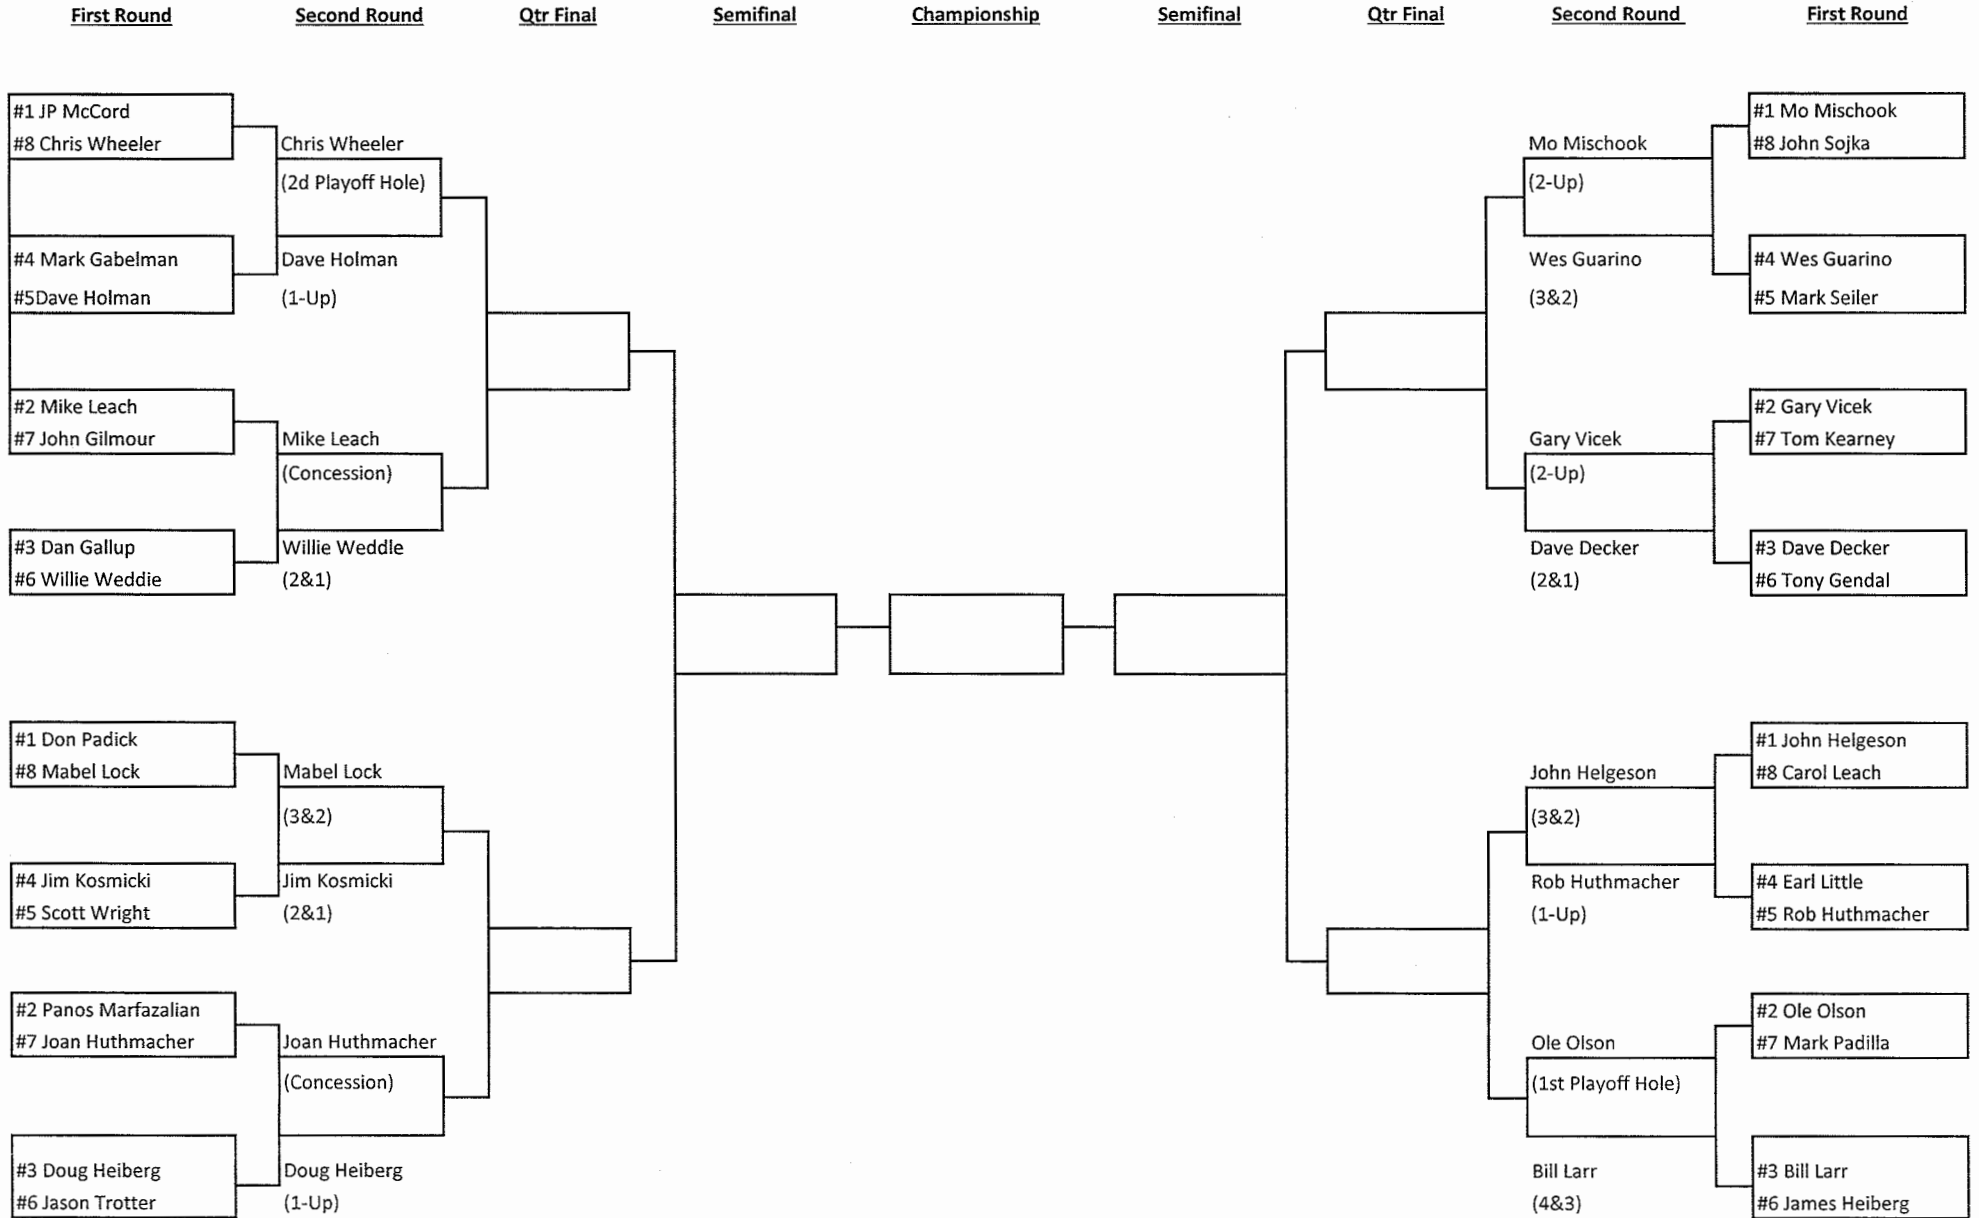 First Round Second Round Qtr Final Semifinal Championship Semifinal Qtr Final Second Round First Round
#1 JP McCord
#8 Chris Wheeler
Chris Wheeler
(2d Playoff Hole)
#4 Mark Gabelman
#5Dave Holman
Dave Holman
(1-Up)
#2 Mike Leach
#7 John Gilmour
Mike Leach
(Concession)
#3 Dan Gallup
#6 Willie Weddie
Willie Weddle
(2&1)
#1 Don Padick
#8 Mabel Lock
Mabel Lock
(3&2)
#4 Jim Kosmicki
#5 Scott Wright
Jim Kosmicki
(2&1)
#2 Panos Marfazalian
#7 Joan Huthmacher
Joan Huthmacher
(Concession)
#3 Doug Heiberg
#6 Jason Trotter
Doug Heiberg
(1-Up)
Mo Mischook
(2-Up)
#1 Mo Mischook
#8 John Sojka
Wes Guarino
(3&2)
#4 Wes Guarino
#5 Mark Seiler
Gary Vicek
(2-Up)
#2 Gary Vicek
#7 Tom Kearney
Dave Decker
(2&1)
#3 Dave Decker
#6 Tony Gendal
John Helgeson
(3&2)
#1 John Helgeson
#8 Carol Leach
Rob Huthmacher
(1-Up)
#4 Earl Little
#5 Rob Huthmacher
Ole Olson
(1st Playoff Hole)
#2 Ole Olson
#7 Mark Padilla
Bill Larr
(4&3)
#3 Bill Larr
#6 James Heiberg